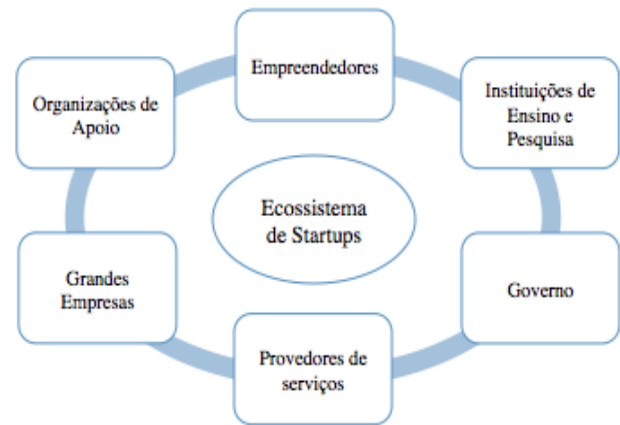 Empreendedores
Instituições de
Ensino e
Pesquisa
Governo
Provedores de
serviços
Grandes
Empresas
Organizações de
Apoio
Ecossistema
de Startups